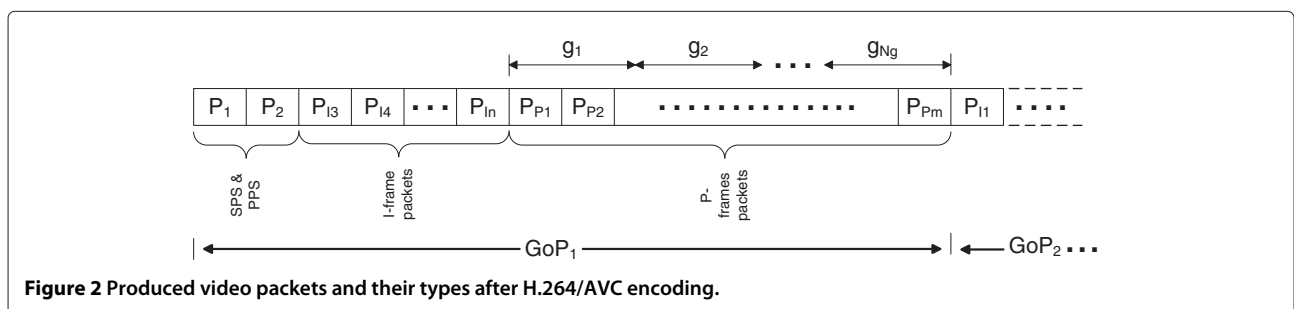 g1 g2 ▪ ▪ ▪ gNg
P1 P2 PI3 PI4 ▪ ▪ ▪ PIn PP1 PP2 ▪ ▪ ▪ ▪ ▪ ▪ ▪ ▪ ▪ ▪ ▪ ▪ ▪ ▪ PPm PI1 ▪ ▪ ▪ ▪
SPS &
PPS
I-frame
packets
P-
frames
packets
GoP1 GoP2 ▪ ▪ ▪
Figure 2 Produced video packets and their types after H.264/AVC encoding.